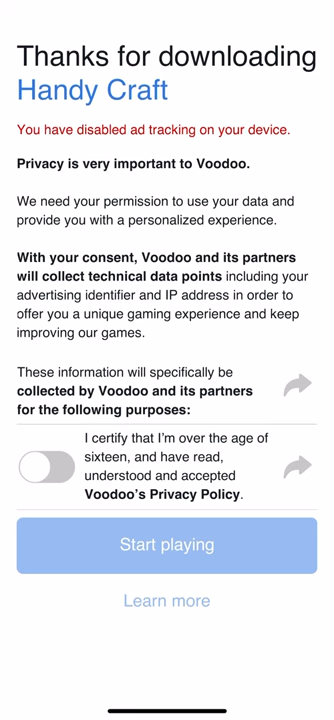 Thanks for downloading
Handy Craft
You have disabled ad tracking on your device.
Privacy is very important to Voodoo.
We need your permission to use your data and
provide you with a personalized experience.
With your consent, Voodoo and its partners
will collect technical data points including your
advertising identifier and IP address in order to
offer you a unique gaming experience and keep
improving our games.
These information will specifically be
collected by Voodoo and its partners
for the following purposes:
I certify that I'm over the age of
sixteen, and have read,
understood and accepted
Voodoo's Privacy Policy.
Start playing
Learn more